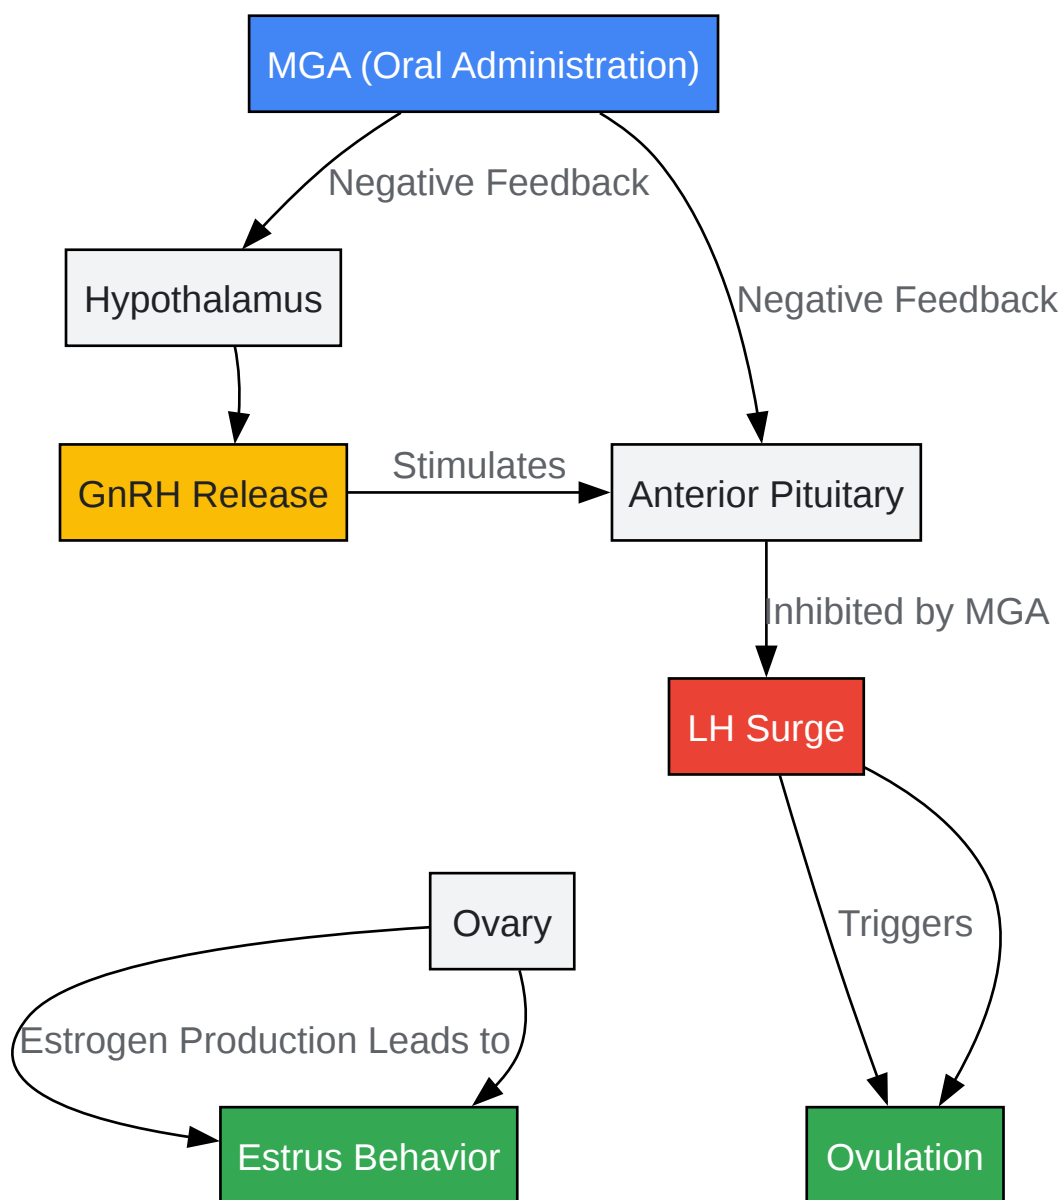 MGA (Oral Administration)
Negative Feedback
Hypothalamus
Negative Feedback
GnRH Release
Stimulates
Anterior Pituitary
Inhibited by MGA
LH Surge
Ovary
Triggers
Estrogen Production Leads to
Estrus Behavior
Ovulation